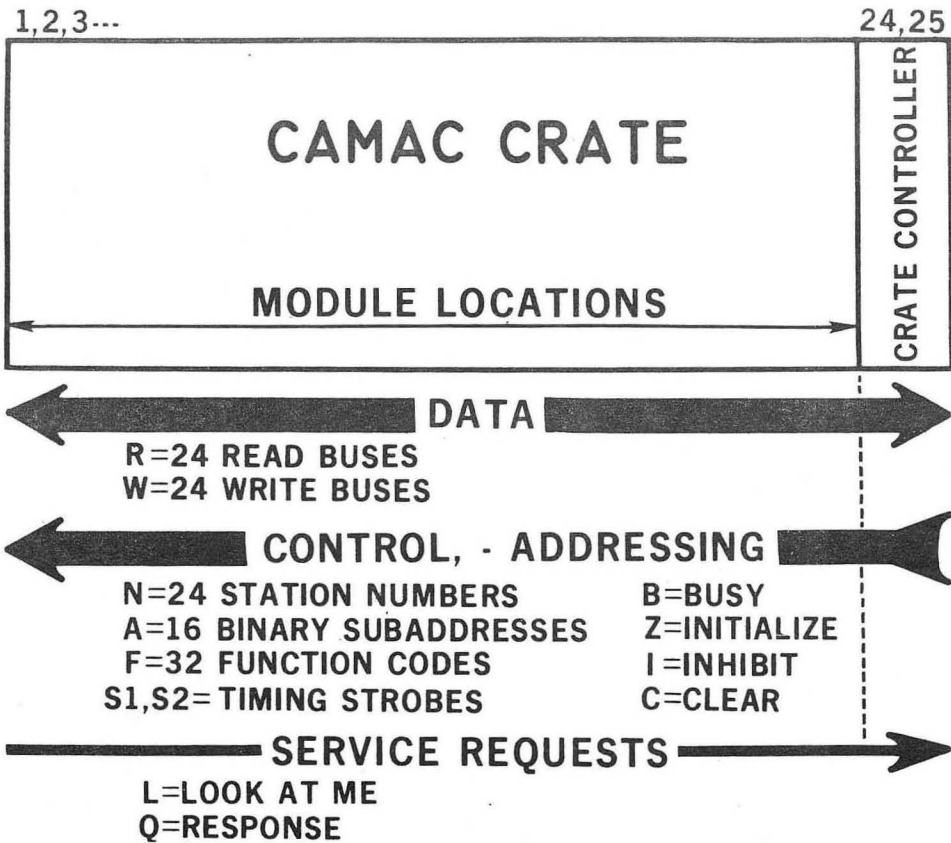 1,2,3---
24,25
CAMAC CRATE
CRATE CONTROLLER
MODULE LOCATIONS
DATA
R=24 READ BUSES
W=24 WRITE BUSES
CONTROL, - ADDRESSING
N=24 STATION NUMBERS
B=BUSY
A=16 BINARY SUBADDRESSES
Z=INITIALIZE
F=32 FUNCTION CODES
I=INHIBIT
S1,S2= TIMING STROBES
C=CLEAR
SERVICE REQUESTS
L=LOOK AT ME
Q=RESPONSE